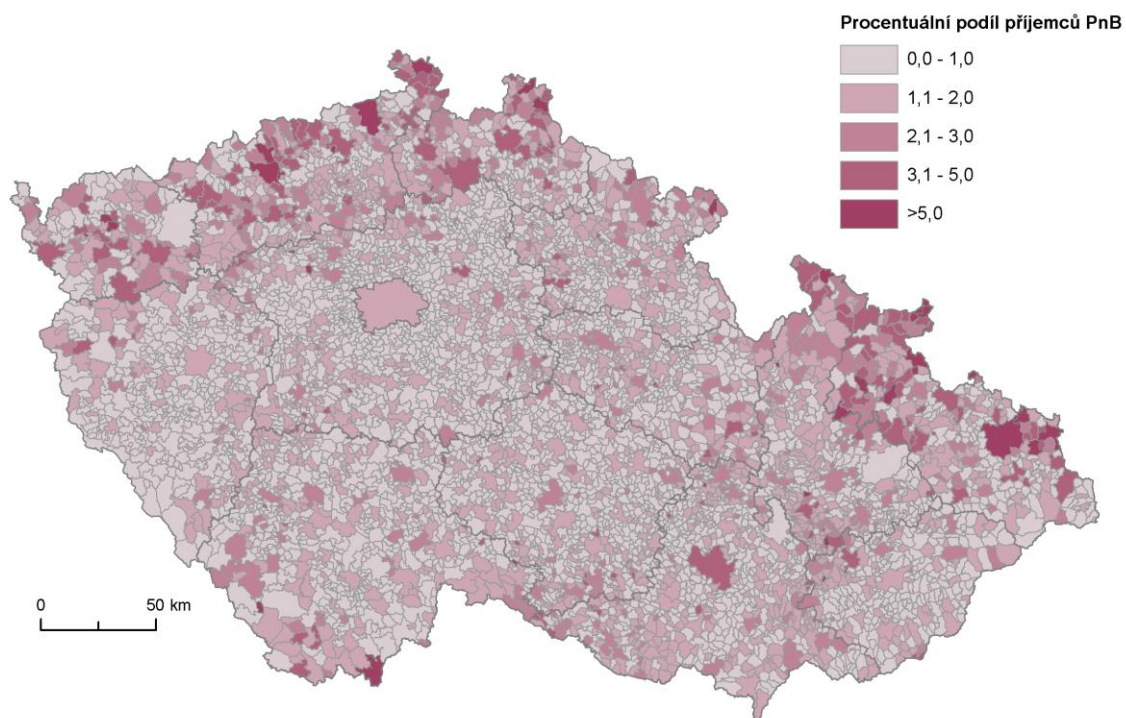 Procentuální podíl příjemců PnB
0,0 - 1,0
1,1 - 2,0
2,1 - 3,0
3,1 - 5,0
>5,0
0 50 km